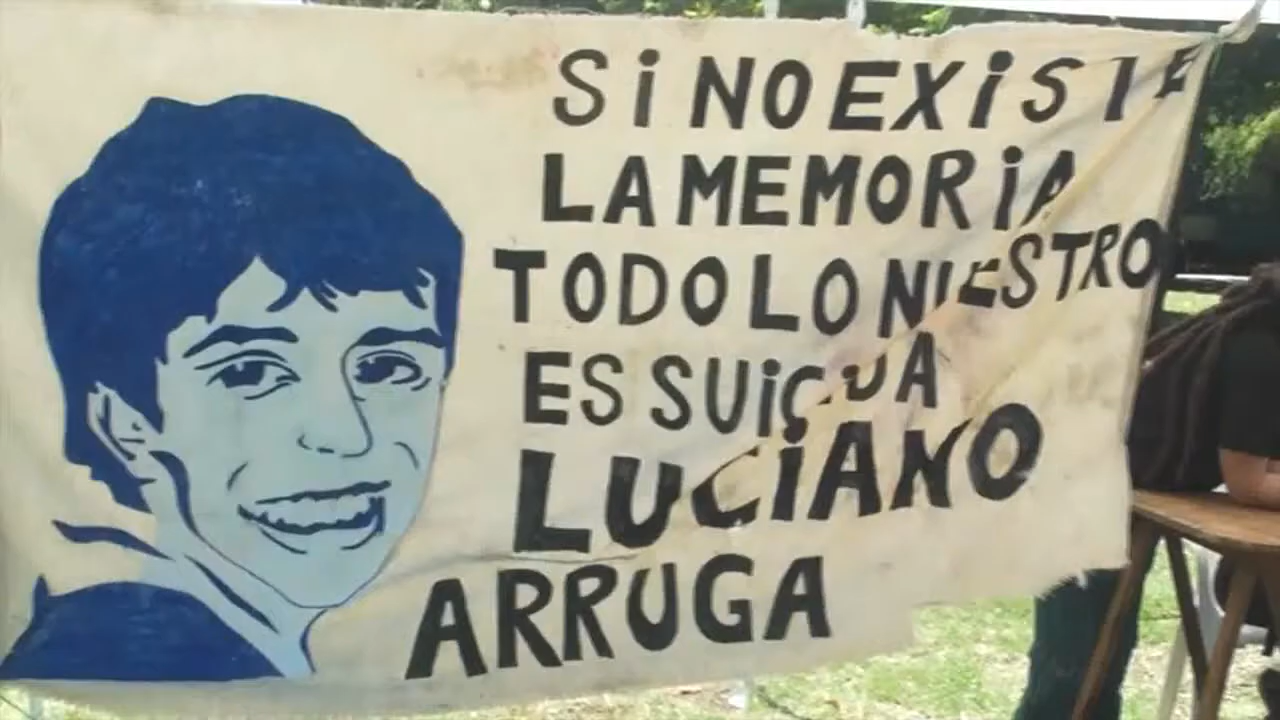 Si NO EXiSTE
LA MEMORiA
TODO LO NUESTRO
ES SUiCiDA
LUCiANO
ARRUGA